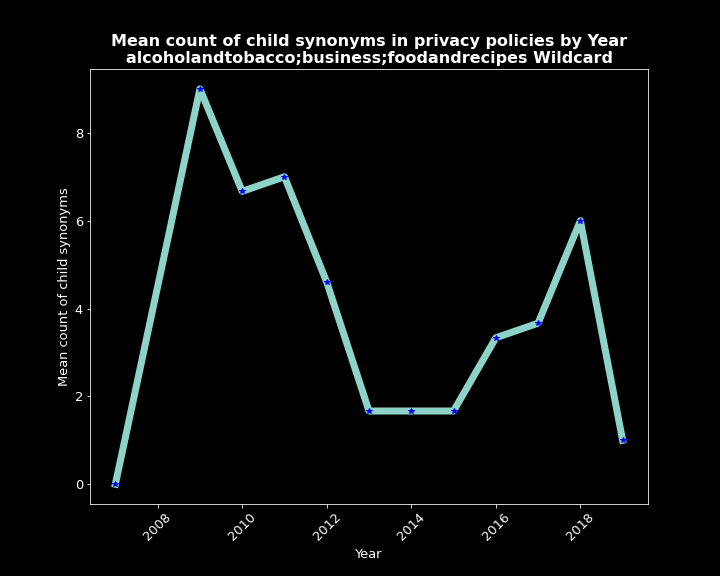 Mean count of child synonyms in privacy policies by Year
alcoholandtobacco;business;foodandrecipes Wildcard
Mean count of child synonyms
8
6
4
2
0
2008
2010
2012
2014
2016
2018
Year